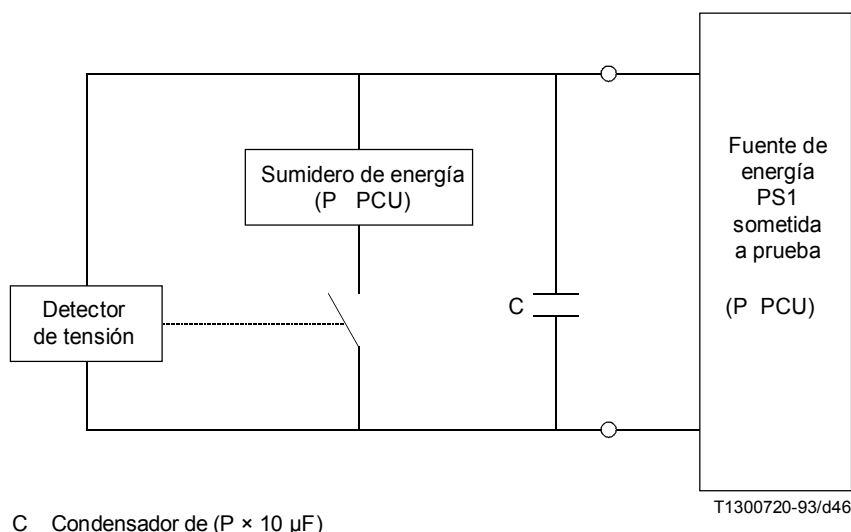 Sumidero de energía
(P PCU)
Detector
de tensión
C
Fuente de
energía
PS1
sometida
a prueba
(P PCU)
T1300720-93/d46
C Condensador de (P × 10 µF)